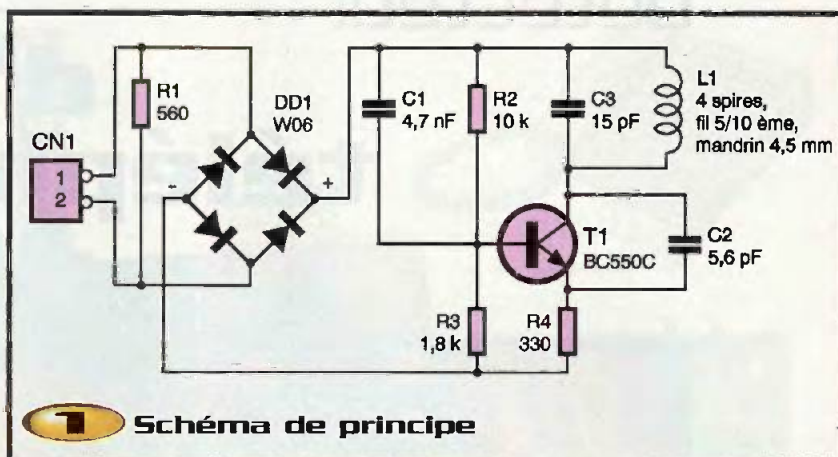 CN1
1
2
R1
560
DD1
W06
-
+
C1
4,7 nF
R2
10 k
C3
15 pF
L1
4 spires,
fil 5/10 ème,
mandrin 4,5 mm
T1
BC550C
C2
5,6 pF
R3
1,8 k
R4
330
1 Schéma de principe